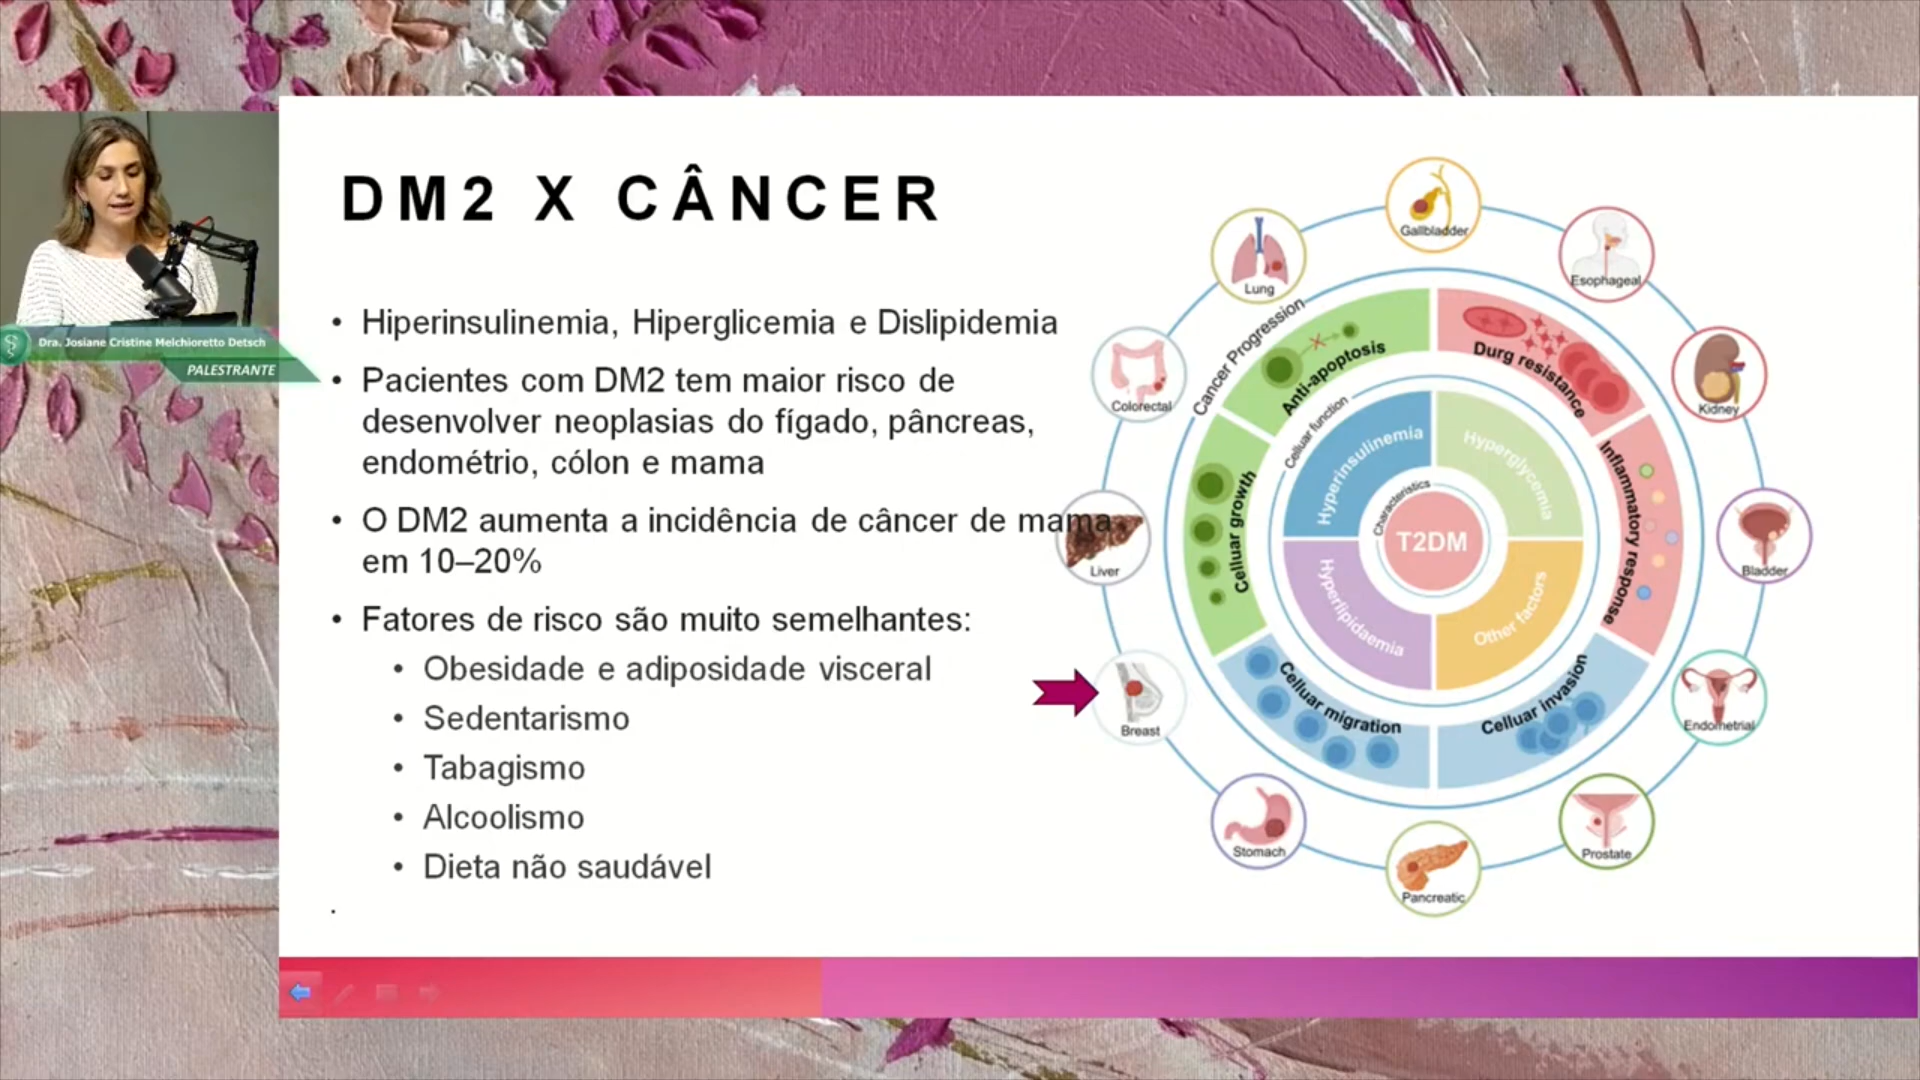 DM2 X CÂNCER
• Hiperinsulinemia, Hiperglicemia e Dislipidemia
• Pacientes com DM2 tem maior risco de
desenvolver neoplasias do fígado, pâncreas,
endométrio, cólon e mama
• O DM2 aumenta a incidência de câncer de mama
em 10–20%
• Fatores de risco são muito semelhantes:
• Obesidade e adiposidade visceral
• Sedentarismo
• Tabagismo
• Alcoolismo
• Dieta não saudável
.
Dra. Josiane Cristine Melchioretto Detsch
PALESTRANTE
Gallbladder
Esophageal
Kidney
Bladder
Endometrial
Prostate
Pancreatic
Stomach
Breast
Liver
Colorectal
Lung
Cancer Progression
Anti-apoptosis
Durg resistance
Inflammatory response
Celluar invasion
Celluar migration
Celluar growth
Celluar function
Hyperinsulinemia
Hyperglycemia
Other factors
Hyperlipidaemia
Characteristics
T2DM